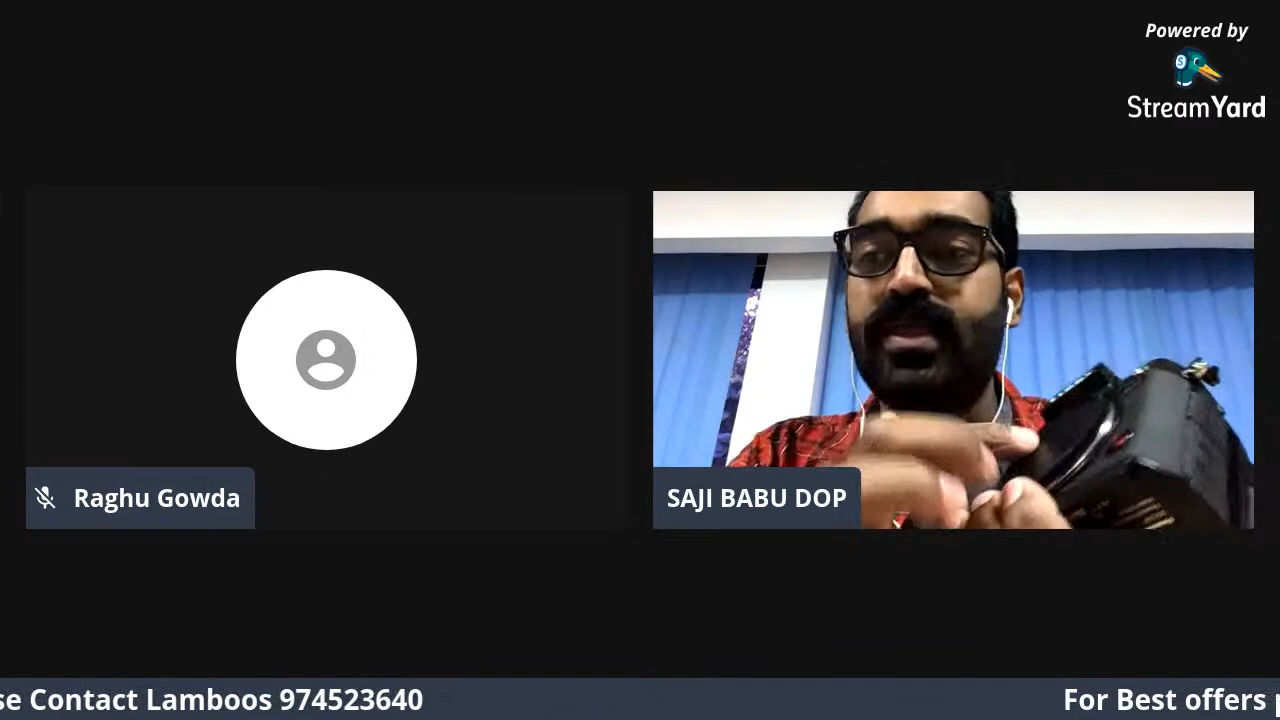 Powered by
StreamYard
Raghu Gowda
SAJI BABU DOP
se Contact Lamboos 974523640
For Best offers